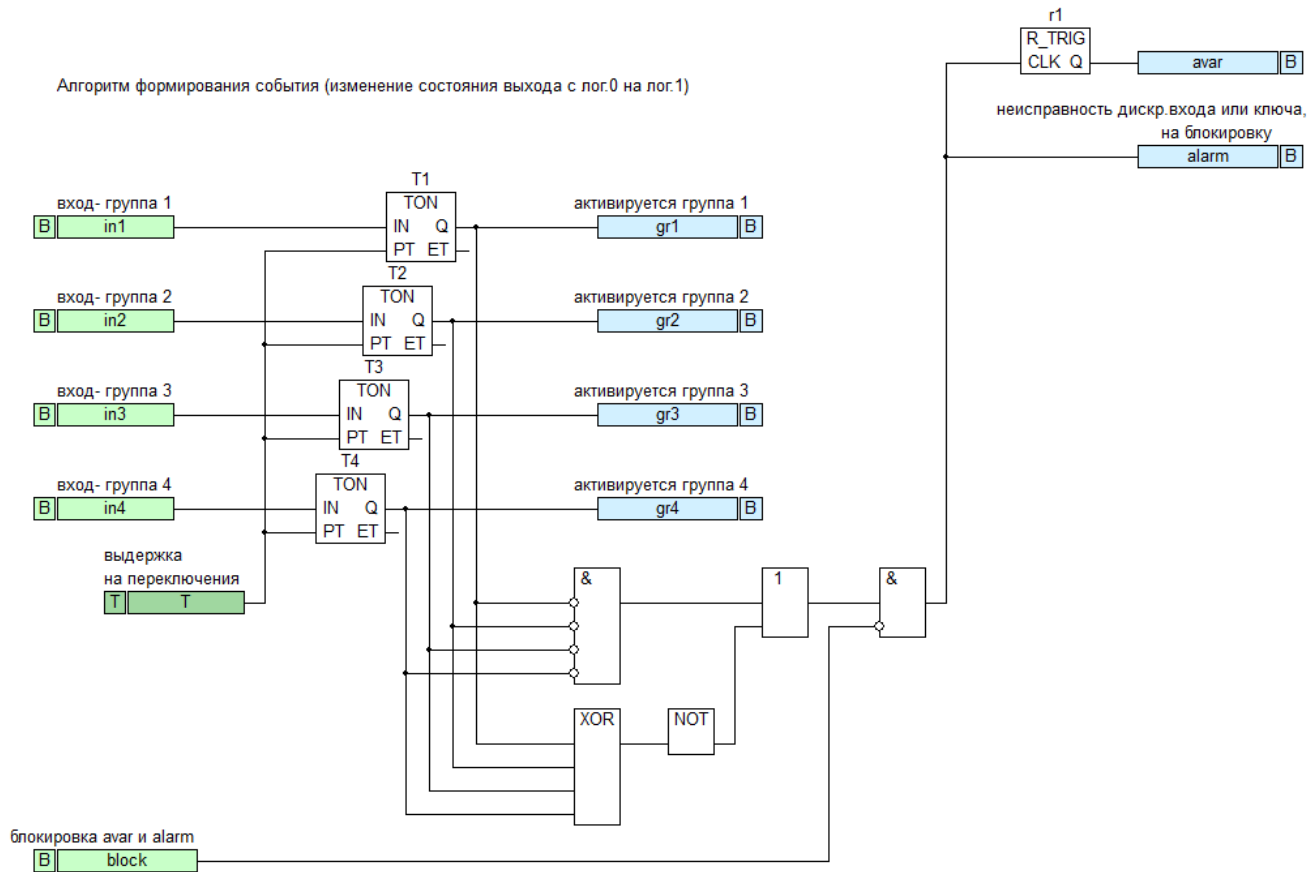 r1
R_TRIG
CLK Q
avar B
Алгоритм формирования события (изменение состояния выхода с лог.0 на лог.1)
неисправность дискр.входа или ключа,
на блокировку
alarm B
T1
вход- группа 1
TON
активируется группа 1
B in1
IN Q
gr1 B
PT ET
T2
вход- группа 2
TON
активируется группа 2
B in2
IN Q
gr2 B
PT ET
T3
вход- группа 3
TON
активируется группа 3
B in3
IN Q
gr3 B
PT ET
T4
вход- группа 4
TON
активируется группа 4
B in4
IN Q
gr4 B
PT ET
выдержка
на переключения
T T
&
1
&
XOR
NOT
блокировка avar и alarm
B block